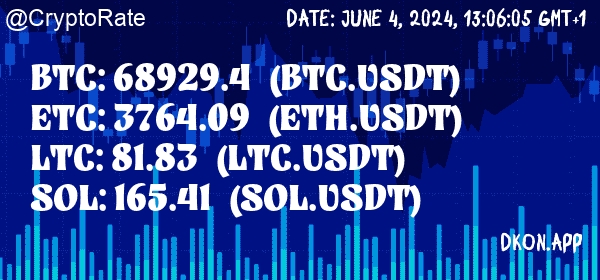 @CryptoRate
DATE: JUNE 4, 2024, 13:06:05 GMT+1
BTC: 68929.4 (BTC.USDT)
ETC: 3764.09 (ETH.USDT)
LTC: 81.83 (LTC.USDT)
SOL: 165.41 (SOL.USDT)
DKON.APP